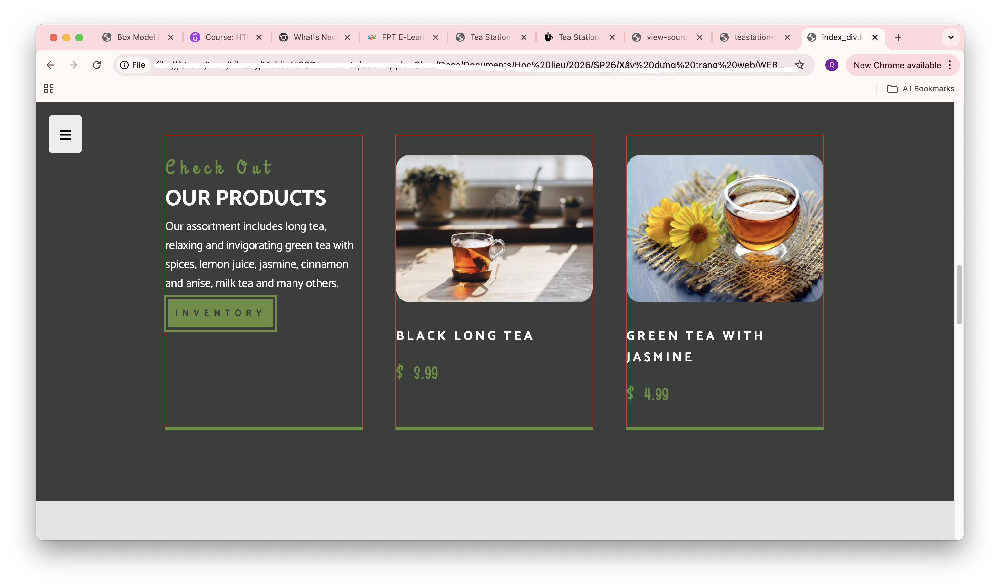 Box Model
Course: HT
What's New
FPT E-Lear
Tea Station
Tea Station-
view-sourc
teastation-a
index_div.h
File
Docs/Documents/Hoc%20lieu/2026/SP26/Xây%20dựng%20trang%20web/WEB...
Q
New Chrome available
All Bookmarks
Check Out
OUR PRODUCTS
Our assortment includes long tea,
relaxing and invigorating green tea with
spices, lemon juice, jasmine, cinnamon
and anise, milk tea and many others.
INVENTORY
BLACK LONG TEA
$ 3.99
GREEN TEA WITH
JASMINE
$ 4.99